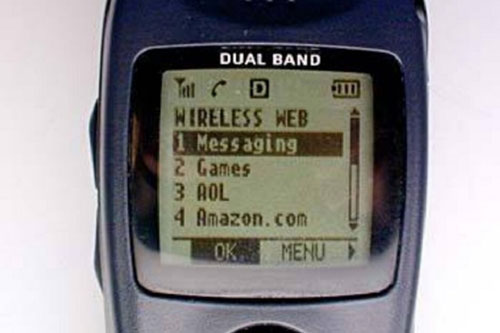 DUAL BAND
D
WIRELESS WEB
1 Messaging
2 Games
3 AOL
4 Amazon.com
OK MENU